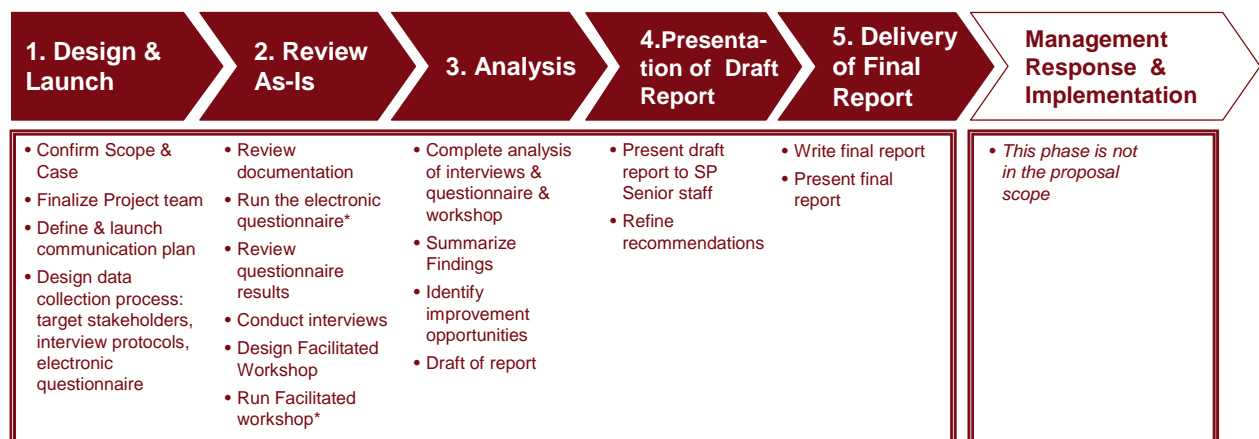 1. Design &
Launch
2. Review
As-Is
3. Analysis
4.Presenta-
tion of Draft
Report
5. Delivery
of Final
Report
Management
Response &
Implementation
• Confirm Scope &
Case
• Finalize Project team
• Define & launch
communication plan
• Design data
collection process:
target stakeholders,
interview protocols,
electronic
questionnaire
• Review
documentation
• Run the electronic
questionnaire*
• Review
questionnaire
results
• Conduct interviews
• Design Facilitated
Workshop
• Run Facilitated
workshop*
• Complete analysis
of interviews &
questionnaire &
workshop
• Summarize
Findings
• Identify
improvement
opportunities
• Draft of report
• Present draft
report to SP
Senior staff
• Refine
recommendations
• Write final report
• Present final
report
• This phase is not
in the proposal
scope